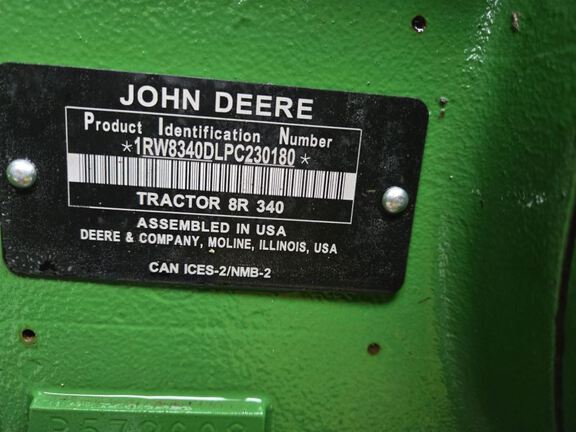 JOHN DEERE
Product Identification Number
*1RW8340DLPC230180*
TRACTOR 8R 340
ASSEMBLED IN USA
DEERE & COMPANY, MOLINE, ILLINOIS, USA
CAN ICES-2/NMB-2